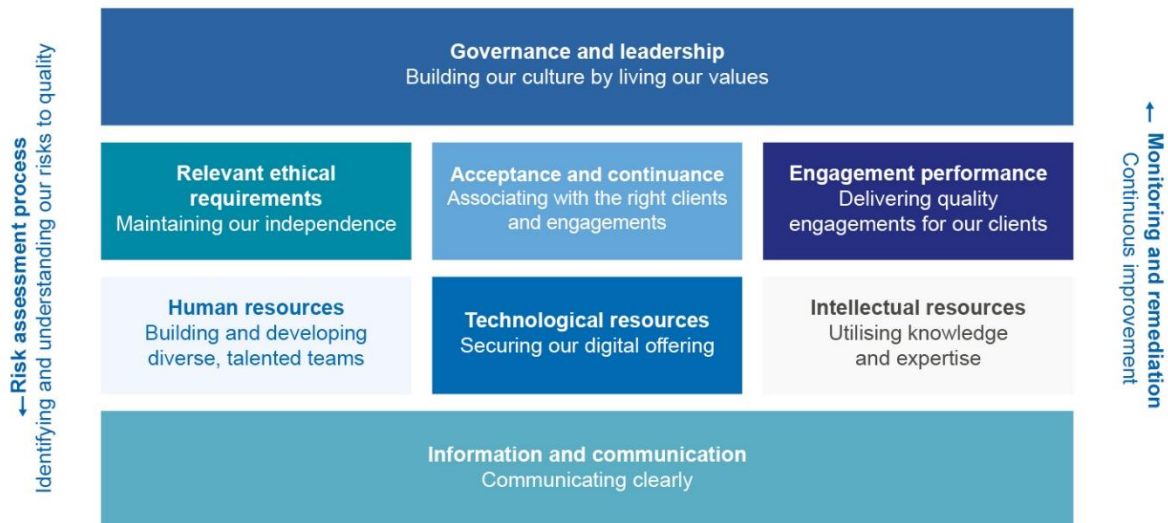 Governance and leadership
Building our culture by living our values
←Risk assessment process
Identifying and understanding our risks to quality
Relevant ethical
requirements
Maintaining our independence
Acceptance and continuance
Associating with the right clients
and engagements
Engagement performance
Delivering quality
engagements for our clients
Human resources
Building and developing
diverse, talented teams
Technological resources
Securing our digital offering
Intellectual resources
Utilising knowledge
and expertise
← Monitoring and remediation
Continuous improvement
Information and communication
Communicating clearly